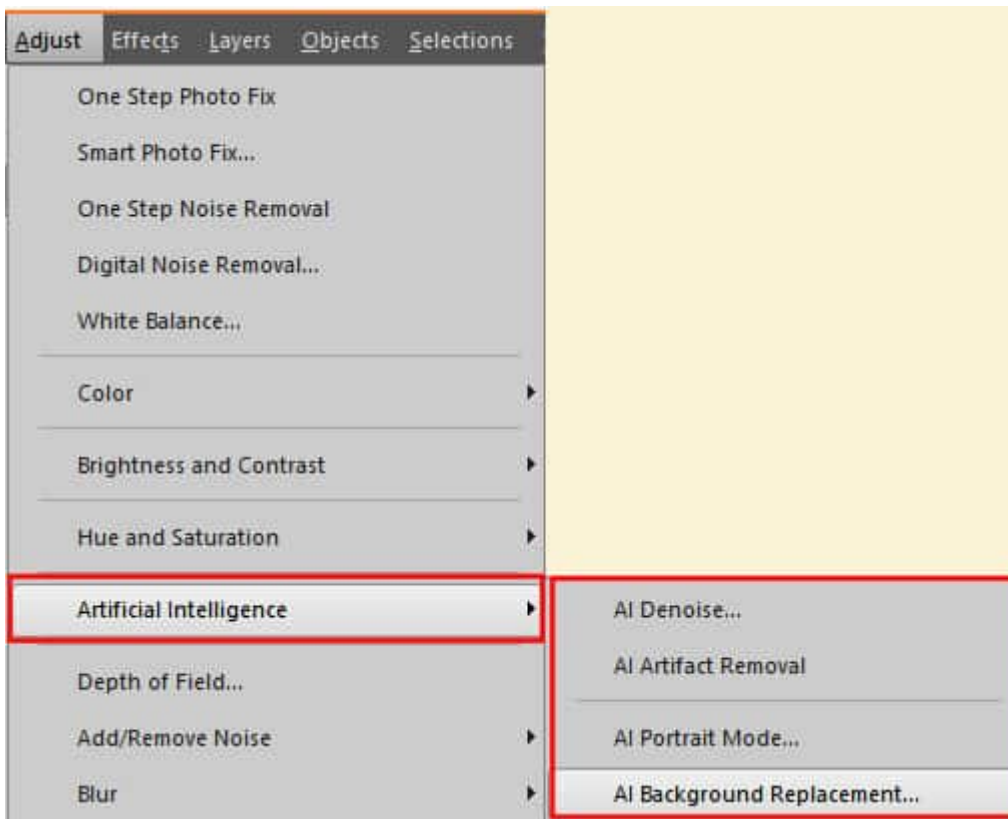 Adjust Effects Layers Objects Selections
One Step Photo Fix
Smart Photo Fix...
One Step Noise Removal
Digital Noise Removal...
White Balance...
Color
Brightness and Contrast
Hue and Saturation
Artificial Intelligence
Depth of Field...
Add/Remove Noise
Blur
AI Denoise...
AI Artifact Removal
AI Portrait Mode...
AI Background Replacement...